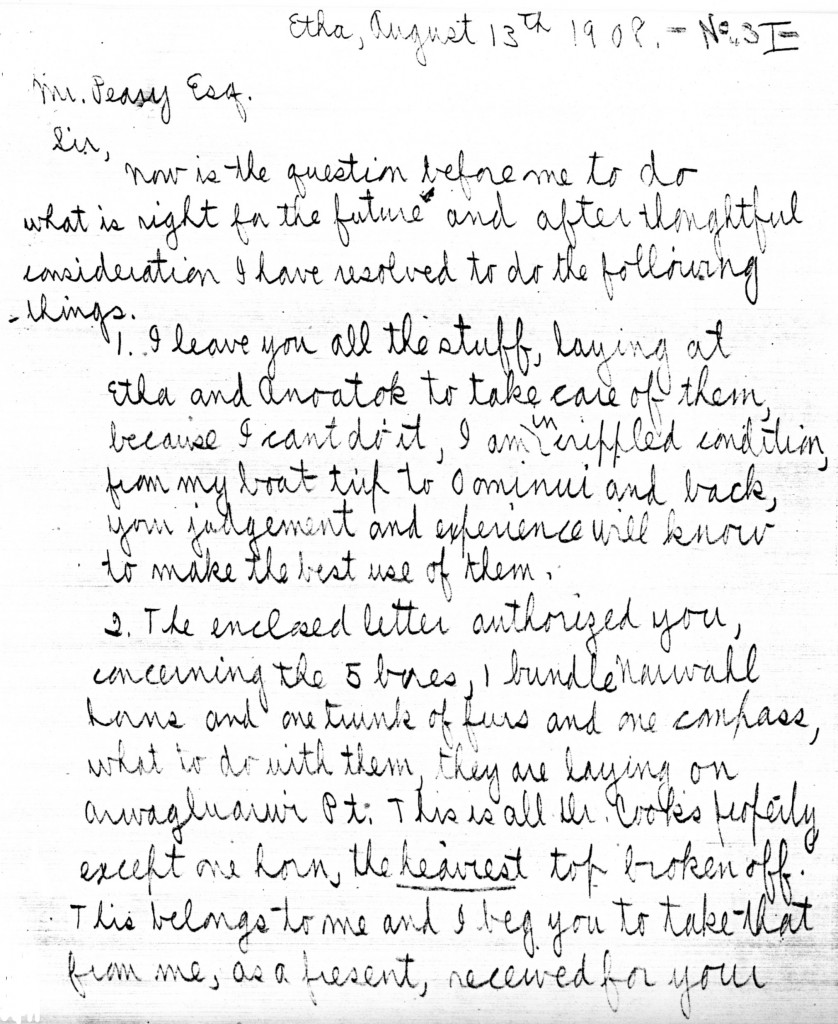 Etha, August 13th 1908. - No. 3 I
Mr. Peasy Esq.
Sir,
now is the question before me to do
what is right for the future and after thoughtful
consideration I have resolved to do the following
things.
1. I leave you all the stuff, laying at
Etha and Anoatok to take care of them,
because I cant do it, I am in crippled condition,
from my boat trip to Oominui and back,
your judgement and experience will know
to make the best use of them.
2. The enclosed letter authorized you,
concerning the 5 boxes, 1 bundle Narwahl
horns and one trunk of furs and one compass,
what to do with them, they are laying on
Pt. This is all Dr. Cooks property
except one horn, the heaviest top broken off.
This belongs to me and I beg you to take that
from me, as a present, received for your